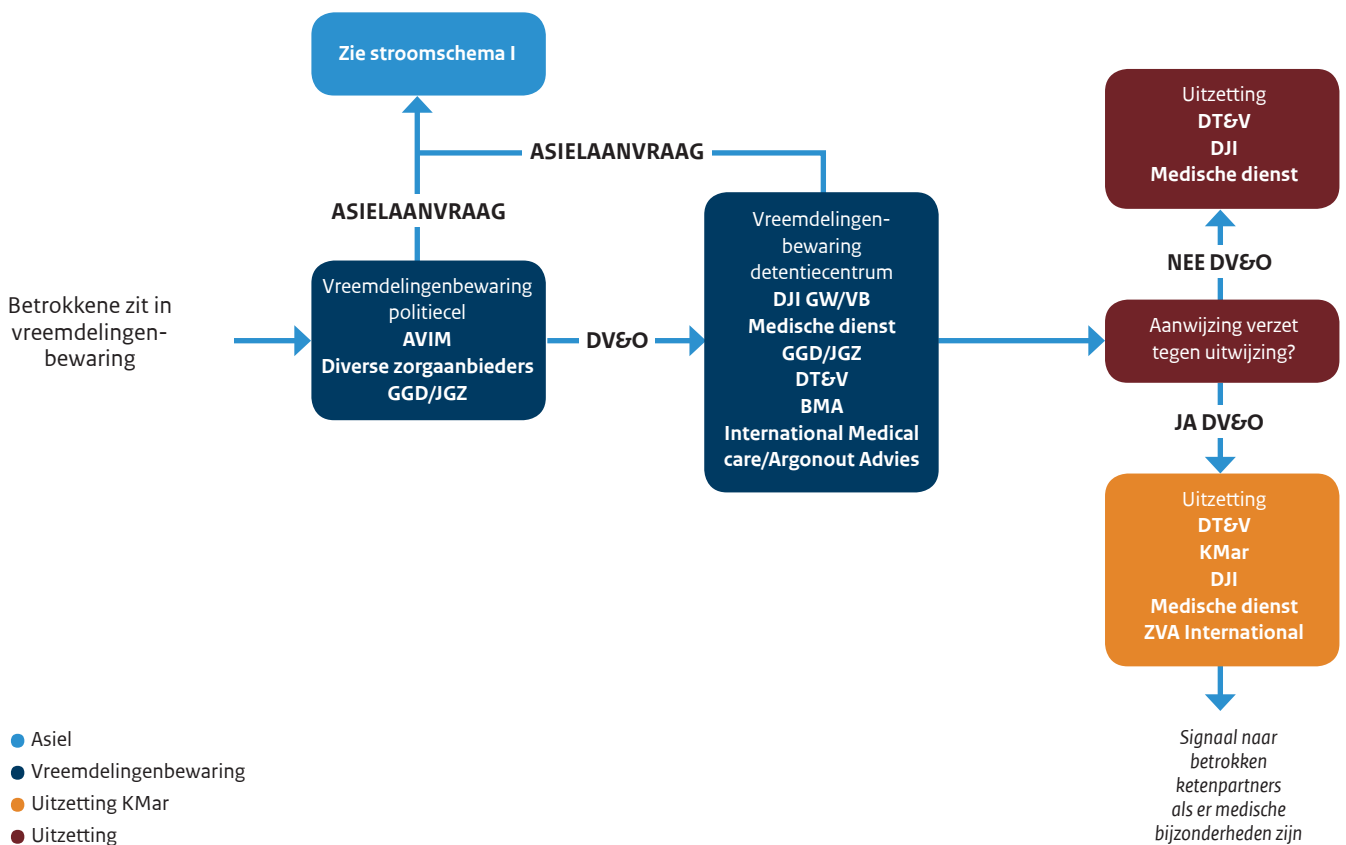 Zie stroomschema I
ASIELAANVRAAG
ASIELAANVRAAG
Betrokkene zit in
vreemdelingen-
bewaring
Vreemdelingenbewaring
politiecel
AVIM
Diverse zorgaanbieders
GGD/JGZ
DV&O
Vreemdelingen-
bewaring
detentiecentrum
DJI GW/VB
Medische dienst
GGD/JGZ
DT&V
BMA
International Medical
care/Argonout Advies
Uitzetting
DT&V
DJI
Medische dienst
NEE DV&O
Aanwijzing verzet
tegen uitwijzing?
JA DV&O
Uitzetting
DT&V
KMar
DJI
Medische dienst
ZVA International
Signaal naar
betrokken
ketenpartners
als er medische
bijzonderheden zijn
Asiel
Vreemdelingenbewaring
Uitzetting KMar
Uitzetting